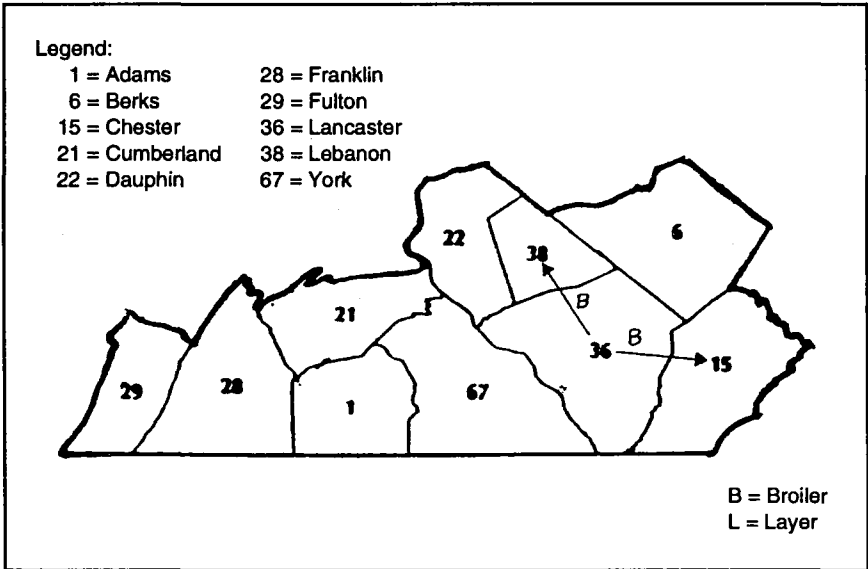 Legend:
1 = Adams 28 = Franklin
6 = Berks 29 = Fulton
15 = Chester 36 = Lancaster
21 = Cumberland 38 = Lebanon
22 = Dauphin 67 = York
22
6
38
B
21
36
B
15
29
28
1
67
B = Broiler
L = Layer